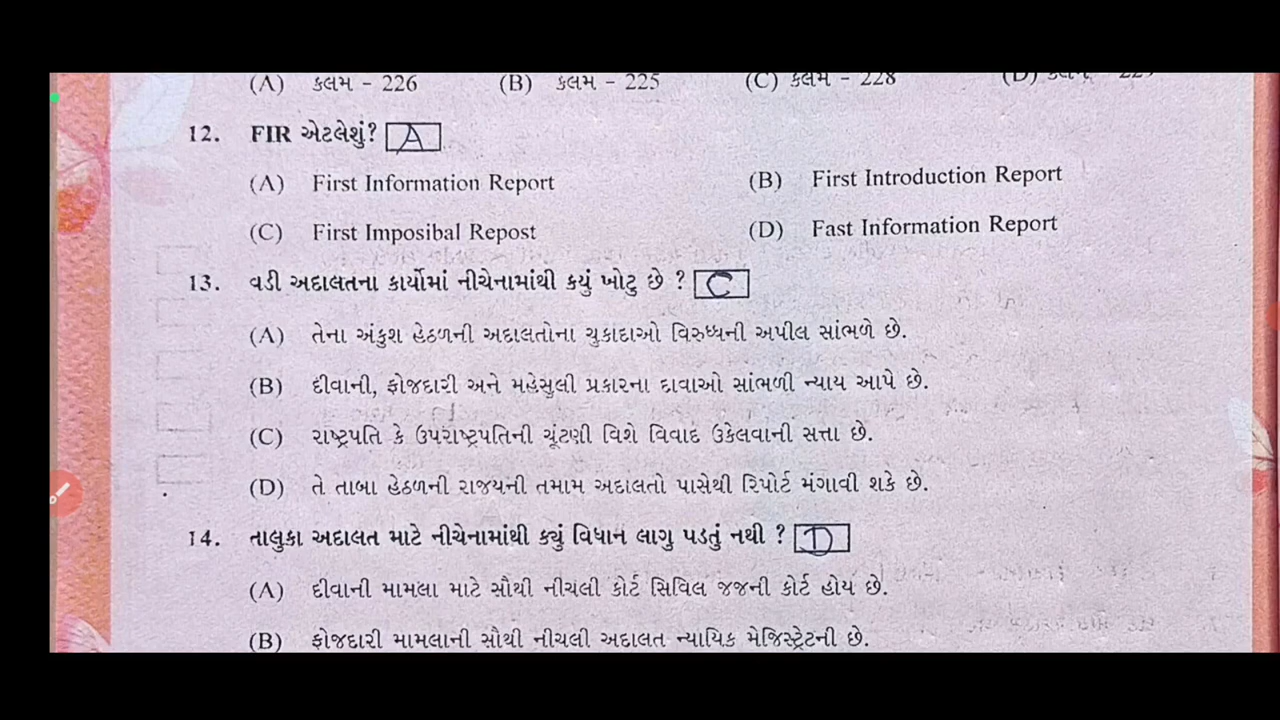 (A) કલમ - 226 (B) કલમ - 225 (C) કલમ - 228 (D)
12. FIR એટલેશું? A
(A) First Information Report (B) First Introduction Report
(C) First Imposibal Repost (D) Fast Information Report
13. વડી અદાલતના કાર્યોમાં નીચેનામાંથી કયું ખોટુ છે ? C
(A) તેના અંકુશ હેઠળની અદાલતોના ચુકાદાઓ વિરુધ્ધની અપીલ સાંભળે છે.
(B) દીવાની, ફોજદારી અને મહેસુલી પ્રકારના દાવાઓ સાંભળી ન્યાય આપે છે.
(C) રાષ્ટ્રપતિ કે ઉપરાષ્ટ્રપતિની ચૂંટણી વિશે વિવાદ ઉકેલવાની સત્તા છે.
(D) તે તાબા હેઠળની રાજયની તમામ અદાલતો પાસેથી રિપોર્ટ મંગાવી શકે છે.
14. તાલુકા અદાલત માટે નીચેનામાંથી ક્યું વિધાન લાગુ પડતું નથી ? D
(A) દીવાની મામલા માટે સૌથી નીચલી કોર્ટ સિવિલ જજની કોર્ટ હોય છે.
(B) ફોજદારી મામલાની સૌથી નીચલી અદાલત ન્યાયિક મેજિસ્ટ્રેટની છે.